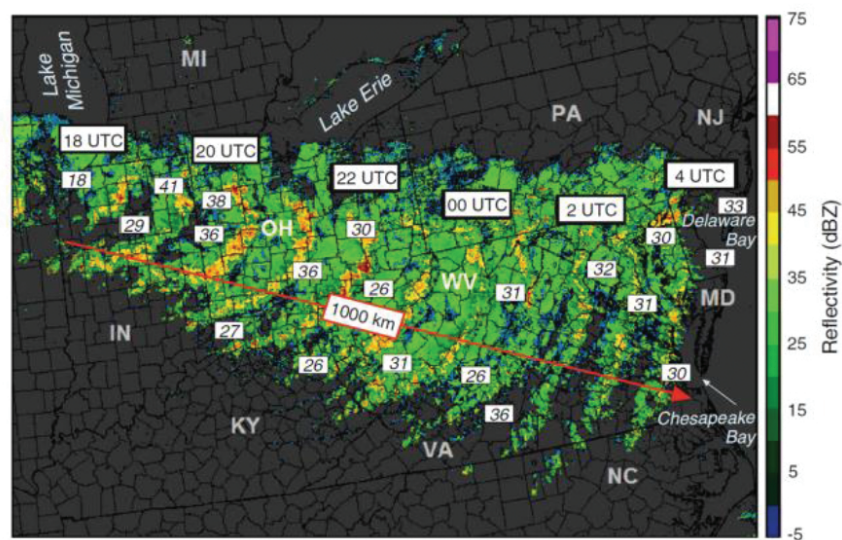 Lake
Michigan
MI
Lake Erie
PA
NJ
18 UTC
20 UTC
22 UTC
00 UTC
2 UTC
4 UTC
18
41
38
29
36
OH
30
36
26
WV
31
32
30
33
Delaware
Bay
31
MD
31
1000 km
IN
27
26
31
26
36
30
KY
VA
NC
Chesapeake
Bay
75
65
55
45
35
25
15
5
-5
Reflectivity (dBZ)